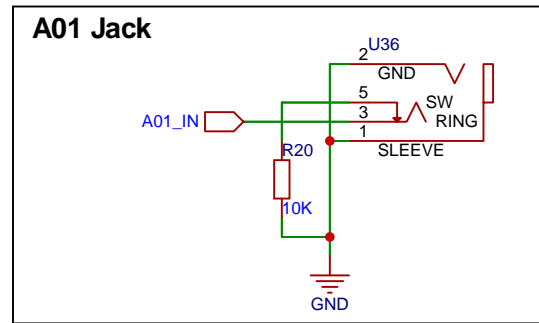 A01 Jack
U36
2
GND
5
SW
A01_IN
3
RING
1
R20
SLEEVE
10K
GND